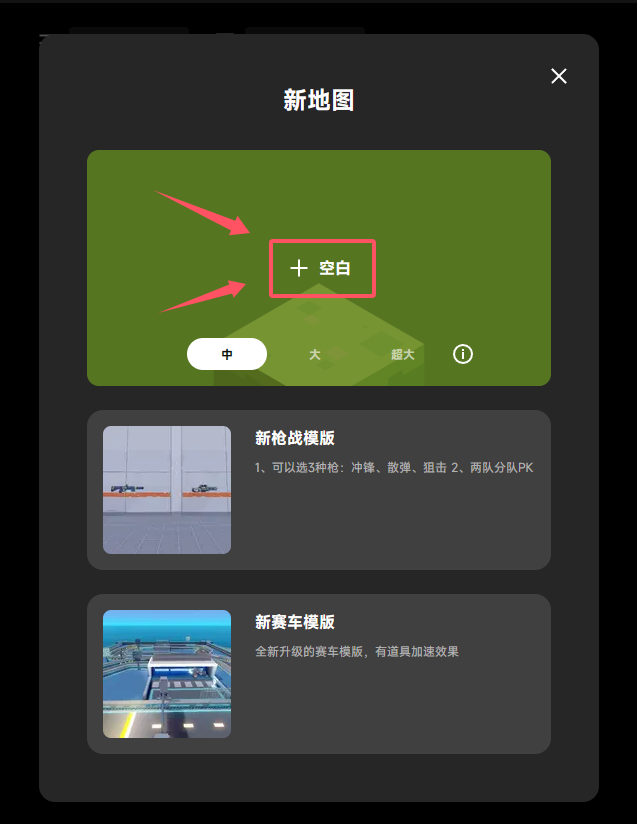 新地图
空白
中
大
超大
新枪战模版
1、可以选3种枪：冲锋、散弹、狙击 2、两队分队PK
新赛车模版
全新升级的赛车模版，有道具加速效果